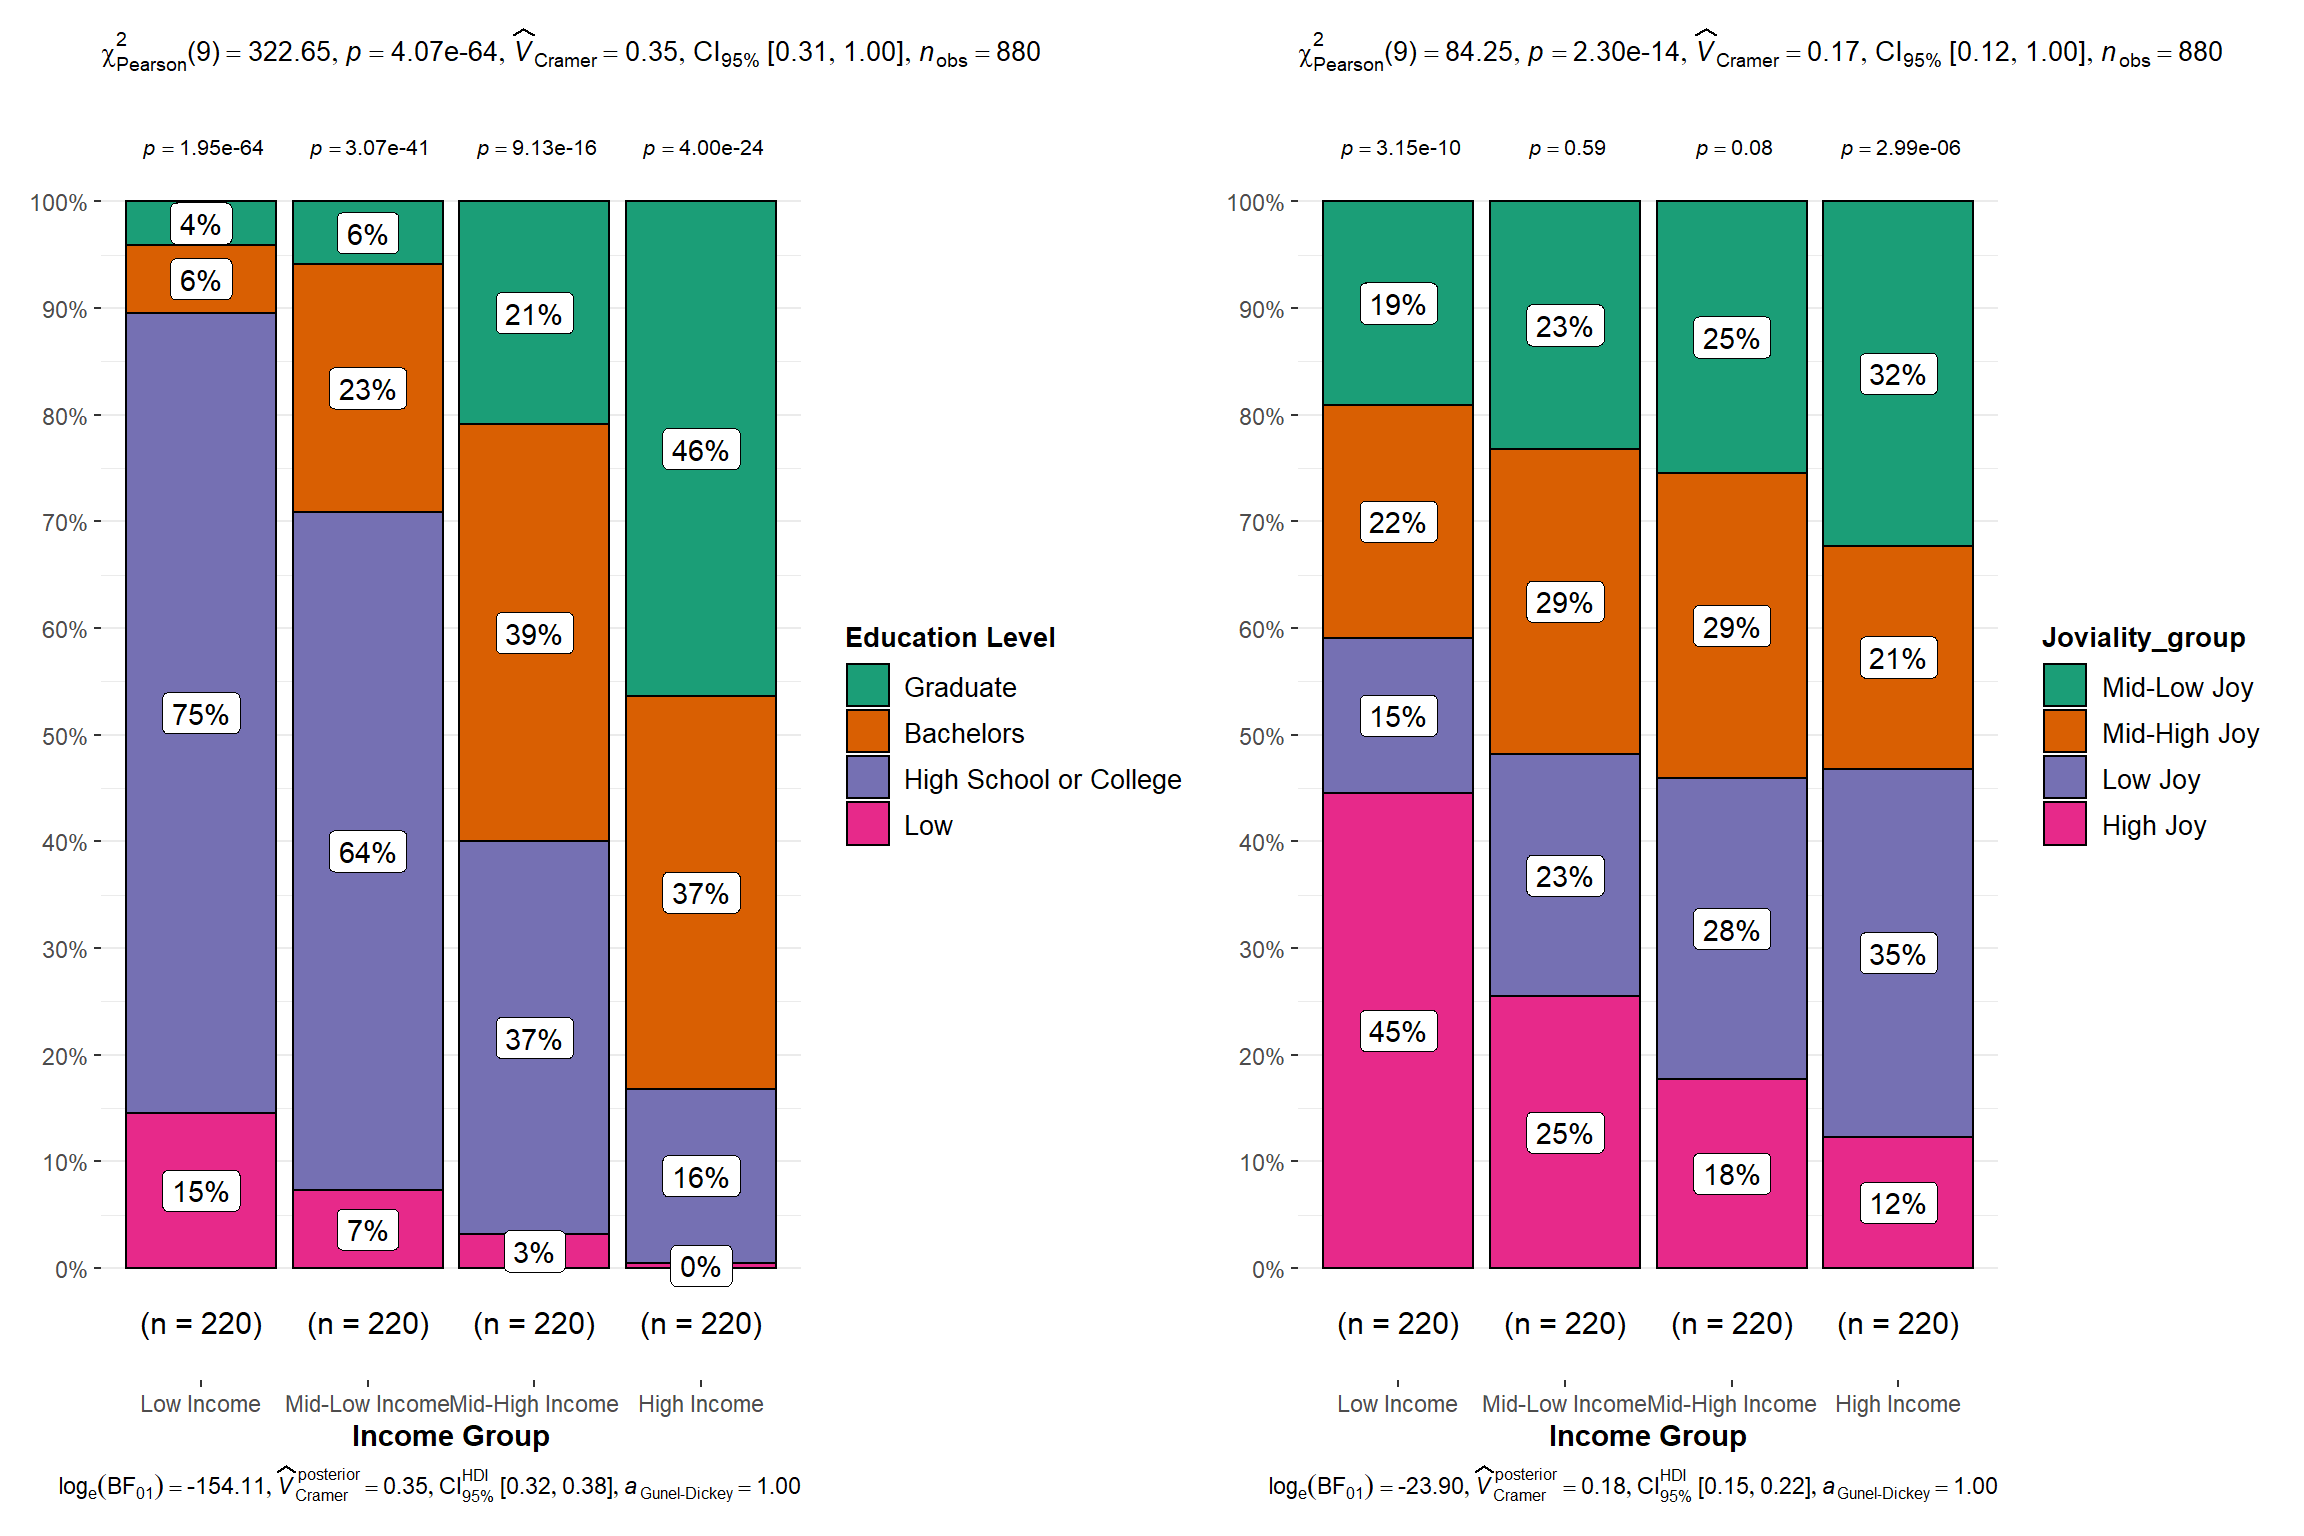 χ²Pearson(9) = 322.65, p = 4.07e-64, V̂Cramer = 0.35, CI95% [0.31, 1.00], nobs = 880
p = 1.95e-64 p = 3.07e-41 p = 9.13e-16 p = 4.00e-24
100%
90%
80%
70%
60%
50%
40%
30%
20%
10%
0%
4% 6% 75% 15%
6% 23% 64% 7%
21% 39% 37% 3%
46% 37% 16% 0%
(n = 220) (n = 220) (n = 220) (n = 220)
Low Income Mid-Low Income Mid-High Income High Income
Income Group
loge(BF01) = -154.11, V̂posterior Cramer = 0.35, CI HDI 95% [0.32, 0.38], aGunel-Dickey = 1.00
Education Level
Graduate
Bachelors
High School or College
Low
χ²Pearson(9) = 84.25, p = 2.30e-14, V̂Cramer = 0.17, CI95% [0.12, 1.00], nobs = 880
p = 3.15e-10 p = 0.59 p = 0.08 p = 2.99e-06
100%
90%
80%
70%
60%
50%
40%
30%
20%
10%
0%
19% 22% 15% 45%
23% 29% 23% 25%
25% 29% 28% 18%
32% 21% 35% 12%
(n = 220) (n = 220) (n = 220) (n = 220)
Low Income Mid-Low Income Mid-High Income High Income
Income Group
loge(BF01) = -23.90, V̂posterior Cramer = 0.18, CI HDI 95% [0.15, 0.22], aGunel-Dickey = 1.00
Joviality_group
Mid-Low Joy
Mid-High Joy
Low Joy
High Joy